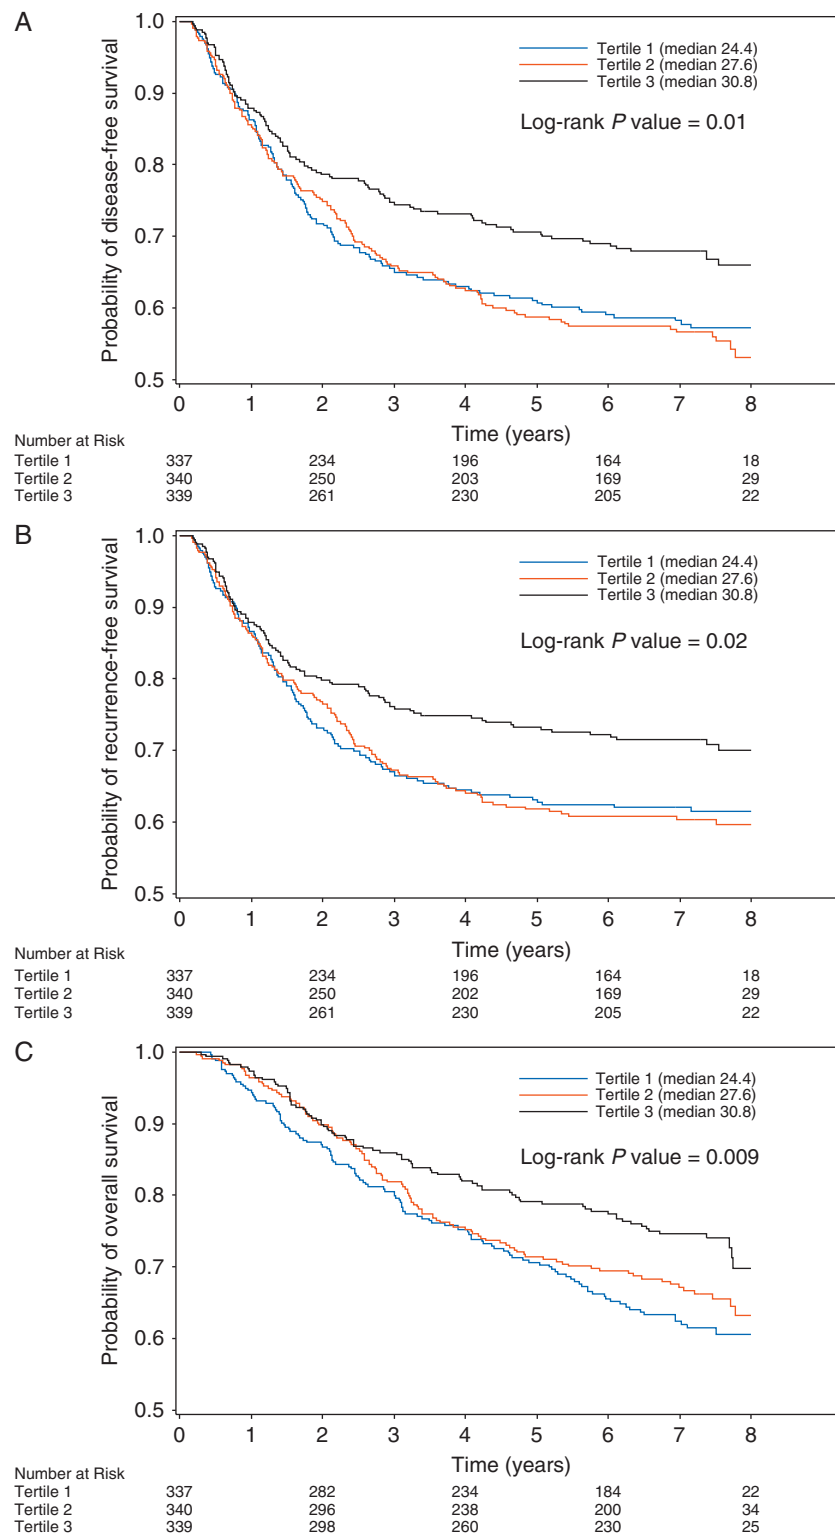 A
Probability of disease-free survival
1.0
0.9
0.8
0.7
0.6
0.5
Tertile 1 (median 24.4)
Tertile 2 (median 27.6)
Tertile 3 (median 30.8)
Log-rank P value = 0.01
0 1 2 3 4 5 6 7 8
Time (years)
Number at Risk
Tertile 1 337 234 196 164 18
Tertile 2 340 250 203 169 29
Tertile 3 339 261 230 205 22
B
Probability of recurrence-free survival
1.0
0.9
0.8
0.7
0.6
0.5
Tertile 1 (median 24.4)
Tertile 2 (median 27.6)
Tertile 3 (median 30.8)
Log-rank P value = 0.02
0 1 2 3 4 5 6 7 8
Time (years)
Number at Risk
Tertile 1 337 234 196 164 18
Tertile 2 340 250 202 169 29
Tertile 3 339 261 230 205 22
C
Probability of overall survival
1.0
0.9
0.8
0.7
0.6
0.5
Tertile 1 (median 24.4)
Tertile 2 (median 27.6)
Tertile 3 (median 30.8)
Log-rank P value = 0.009
0 1 2 3 4 5 6 7 8
Time (years)
Number at Risk
Tertile 1 337 282 234 184 22
Tertile 2 340 296 238 200 34
Tertile 3 339 298 260 230 25